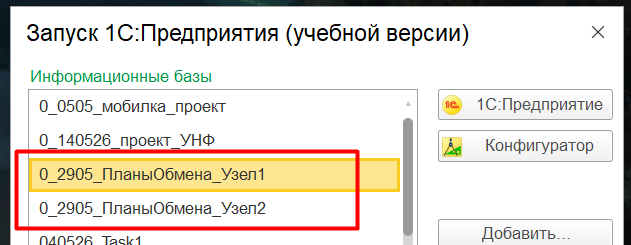 Запуск 1С:Предприятия (учебной версии)
Информационные базы
0_0505_мобилка_проект
1С:Предприятие
0_140526_проект_УНФ
Конфигуратор
0_2905_ПланыОбмена_Узел1
0_2905_ПланыОбмена_Узел2
Добавить...
040526_Task1